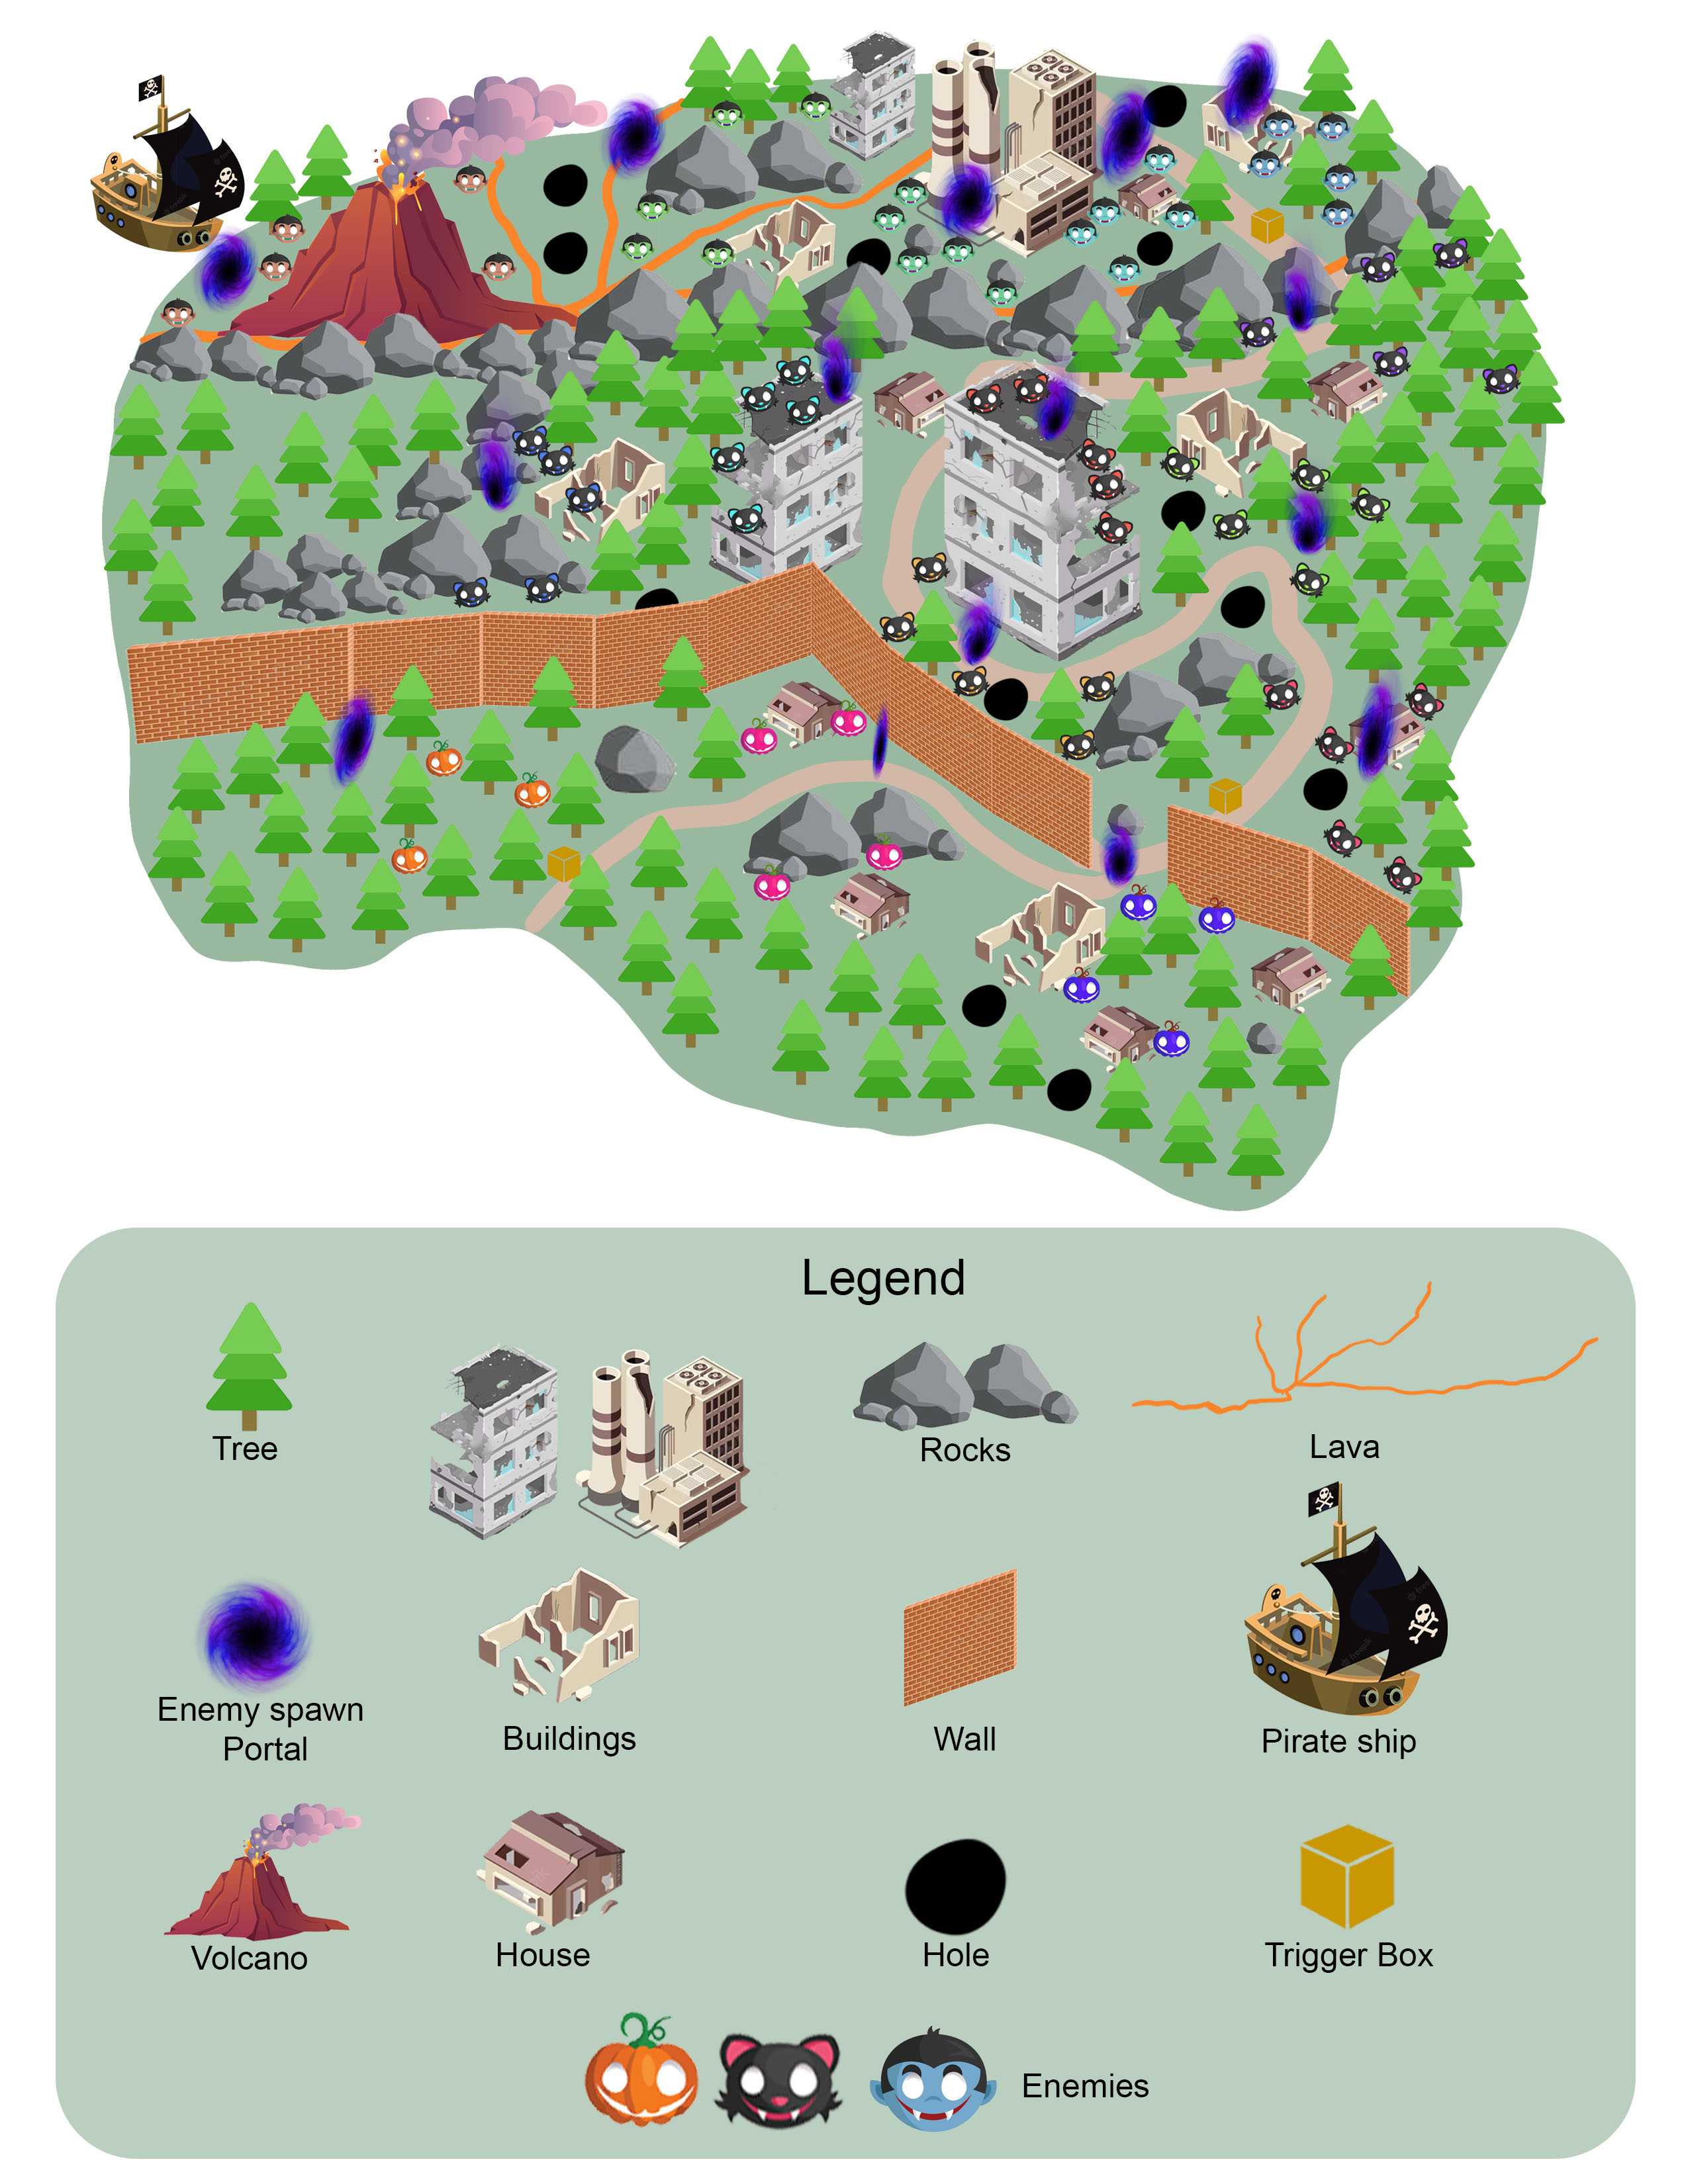 Legend
Tree
Rocks
Lava
Enemy spawn
Portal
Buildings
Wall
Pirate ship
Volcano
House
Hole
Trigger Box
Enemies